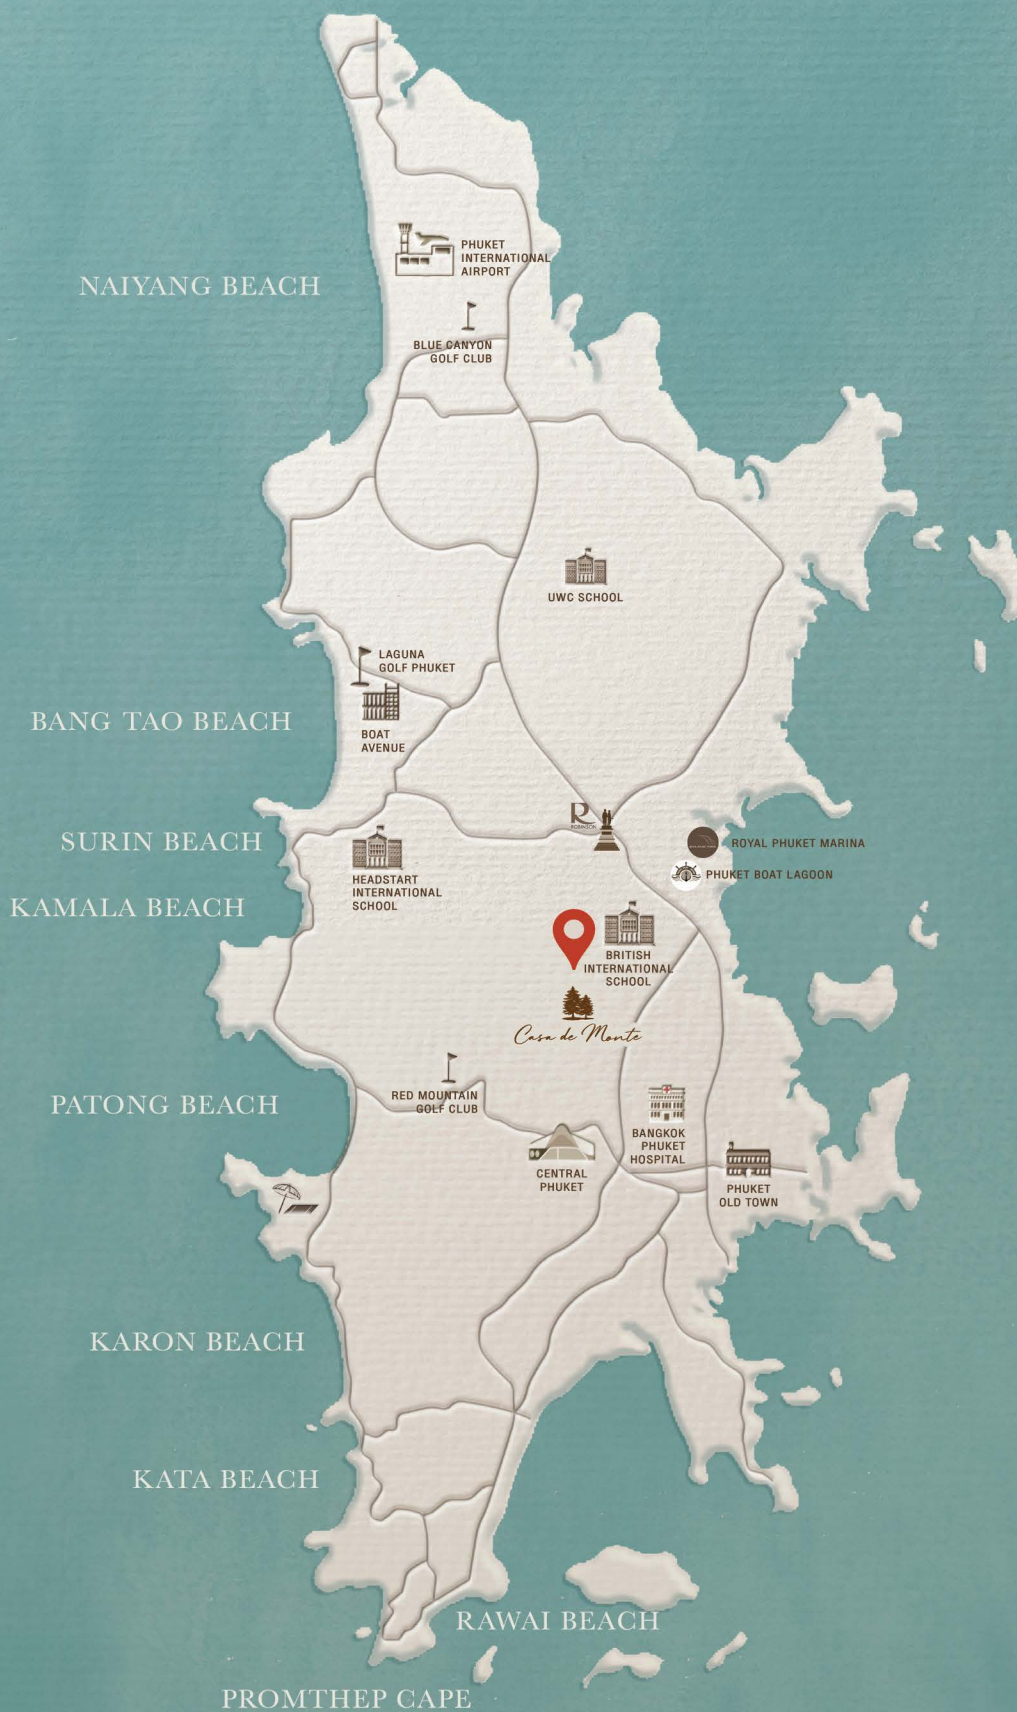 PHUKET
INTERNATIONAL
AIRPORT
NAIYANG BEACH
BLUE CANYON
GOLF CLUB
UWC SCHOOL
LAGUNA
GOLF PHUKET
BANG TAO BEACH
BOAT
AVENUE
R
ROBINSON
SURIN BEACH
ROYAL PHUKET MARINA
PHUKET BOAT LAGOON
HEADSTART
INTERNATIONAL
SCHOOL
KAMALA BEACH
BRITISH
INTERNATIONAL
SCHOOL
Casa de Monte
RED MOUNTAIN
GOLF CLUB
PATONG BEACH
BANGKOK
PHUKET
HOSPITAL
CENTRAL
PHUKET
PHUKET
OLD TOWN
KARON BEACH
KATA BEACH
RAWAI BEACH
PROMTHEP CAPE